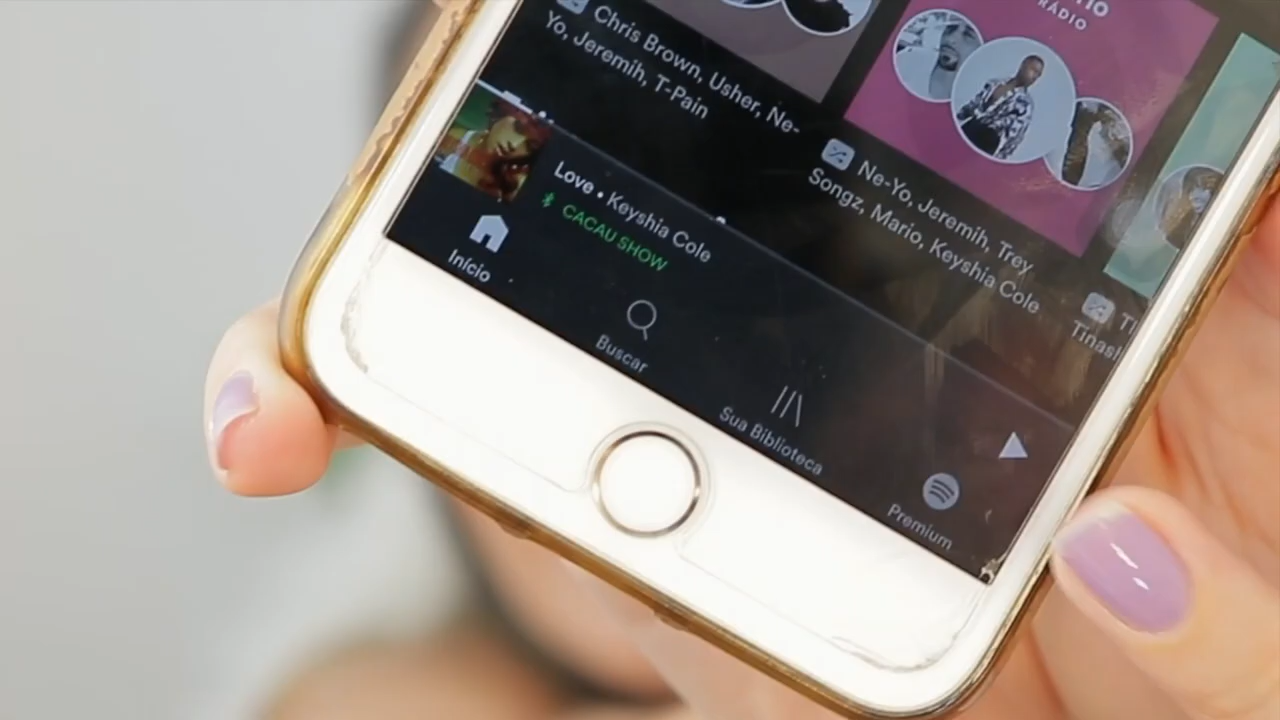 RÁDIO
Chris Brown, Usher, Ne-
Yo, Jeremih, T-Pain
Ne-Yo, Jeremih, Trey
Songz, Mario, Keyshia Cole
Love • Keyshia Cole
CACAU SHOW
Início
Buscar
Sua Biblioteca
Premium